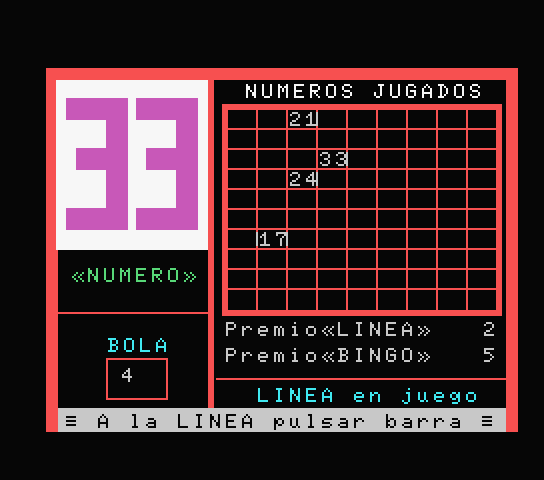 33
«NUMERO»
BOLA
4
NUMEROS JUGADOS
21
33
24
17
Premio«LINEA» 2
Premio«BINGO» 5
LINEA en juego
≡ A la LINEA pulsar barra ≡